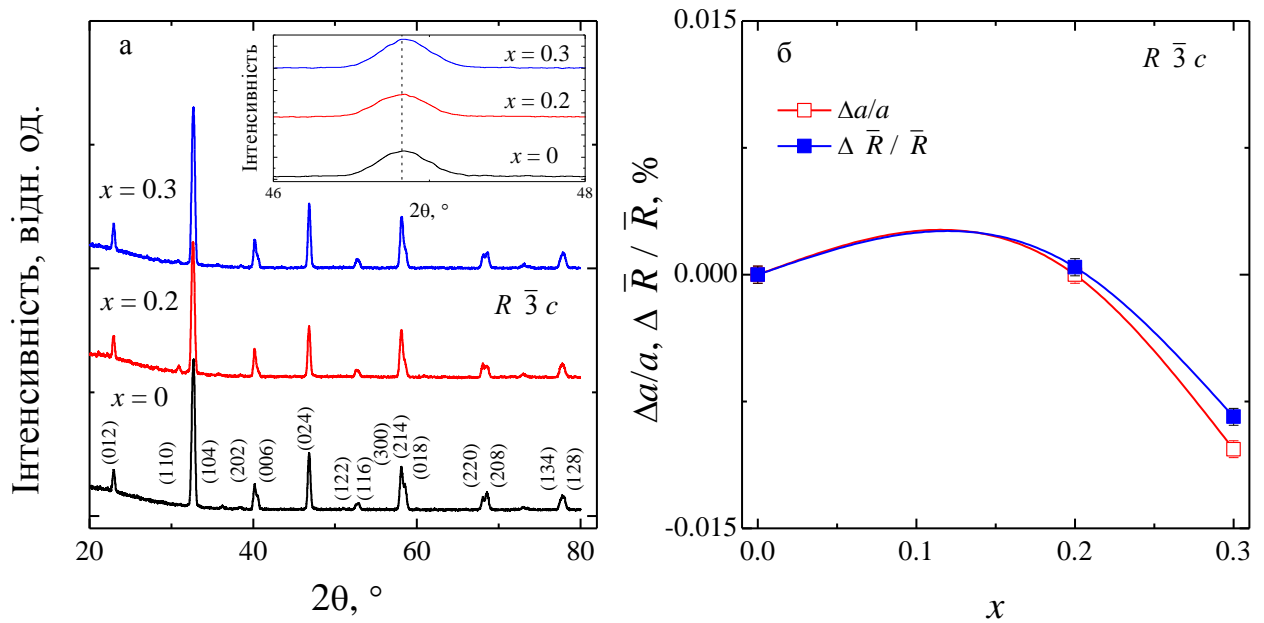 а
Інтенсивність, відн. од.
Інтенсивність
x = 0.3
x = 0.2
x = 0
46
48
2θ, °
x = 0.3
x = 0.2
x = 0
R 3̅ c
(012)
(110)
(104)
(202)
(006)
(024)
(122)
(116)
(300)
(214)
(018)
(220)
(208)
(134)
(128)
20
40
60
80
2θ, °
б
R 3̅ c
Δa/a
Δ R̅ / R̅
Δa/a, Δ R̅ / R̅, %
0.015
0.000
-0.015
0.0
0.1
0.2
0.3
x